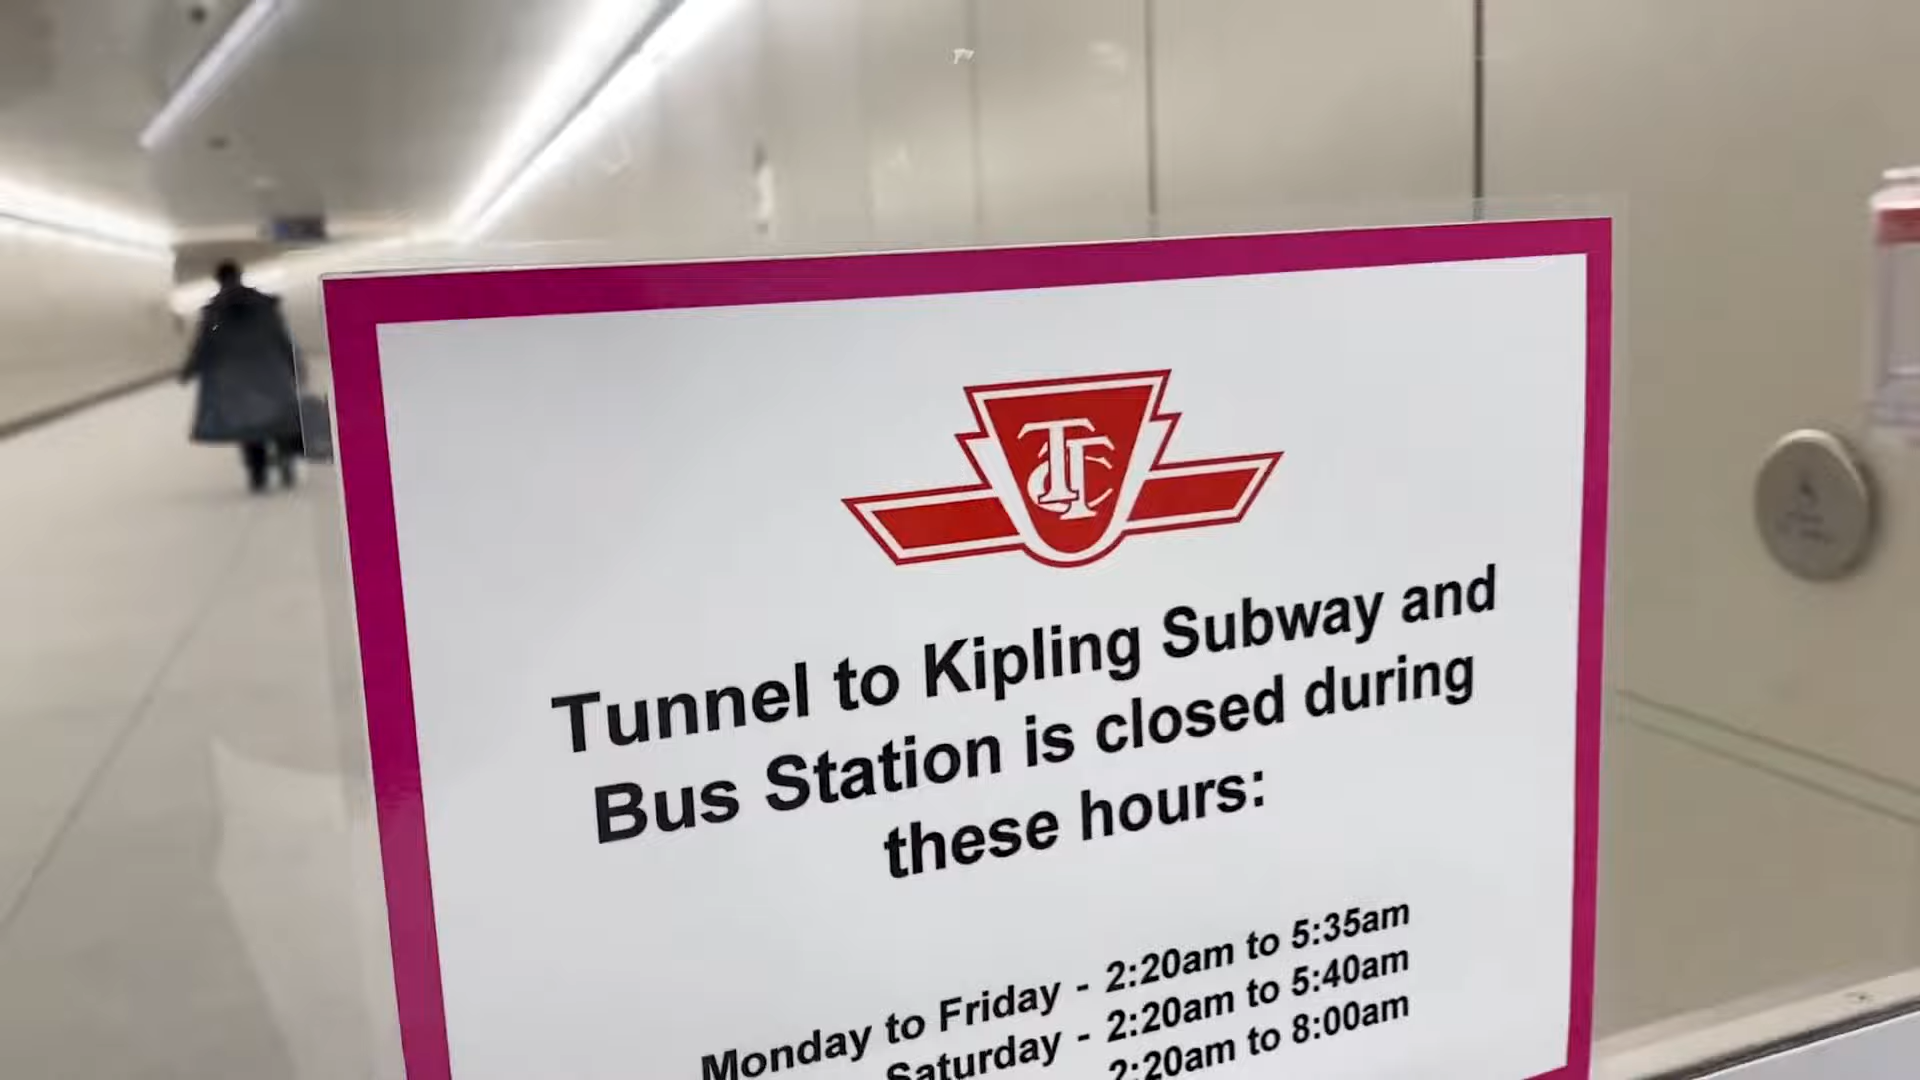 TTC
Tunnel to Kipling Subway and
Bus Station is closed during
these hours:
Monday to Friday - 2:20am to 5:35am
Saturday - 2:20am to 5:40am
2:20am to 8:00am